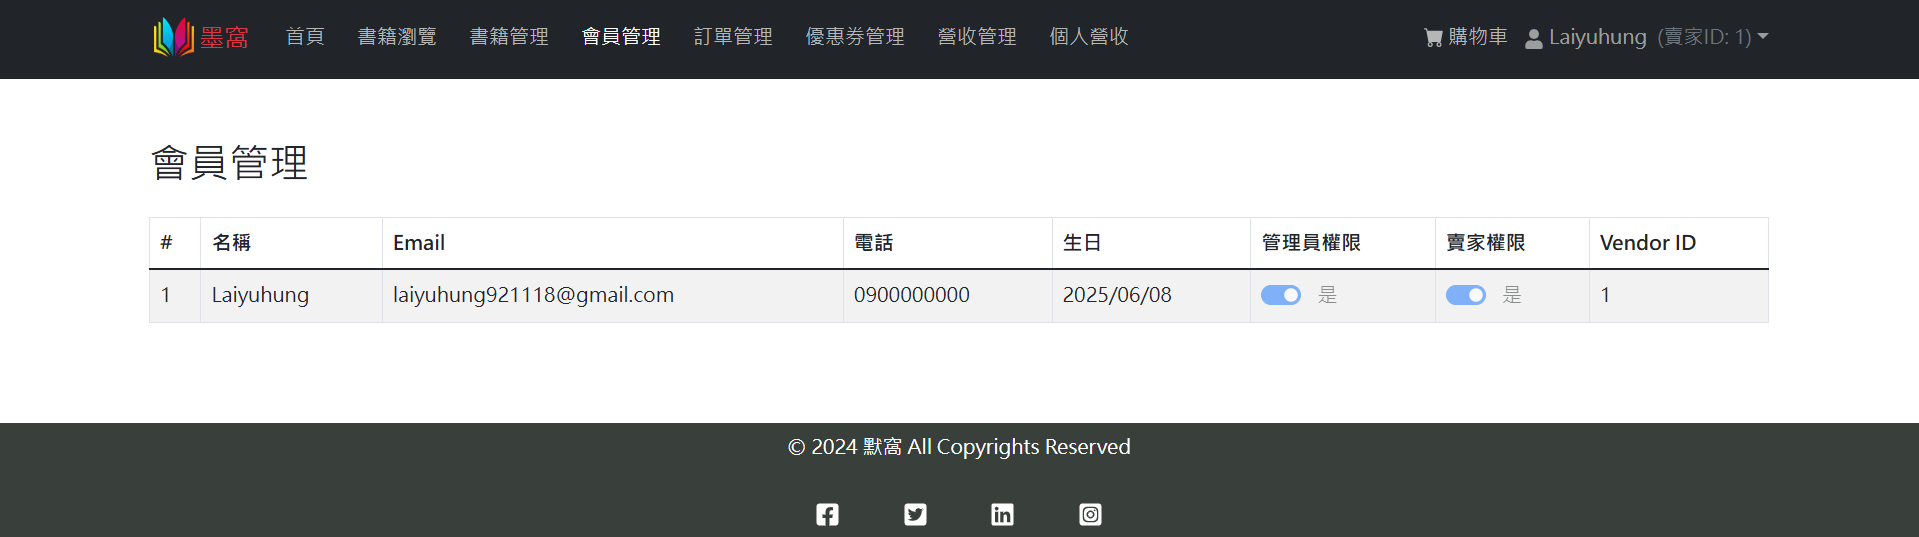 墨窩 首頁 書籍瀏覽 書籍管理 會員管理 訂單管理 優惠券管理 營收管理 個人營收 購物車 Laiyuhung (賣家ID: 1)
會員管理
# 名稱 Email 電話 生日 管理員權限 賣家權限 Vendor ID
1 Laiyuhung laiyuhung921118@gmail.com 0900000000 2025/06/08 是 是 1
© 2024 默窩 All Copyrights Reserved